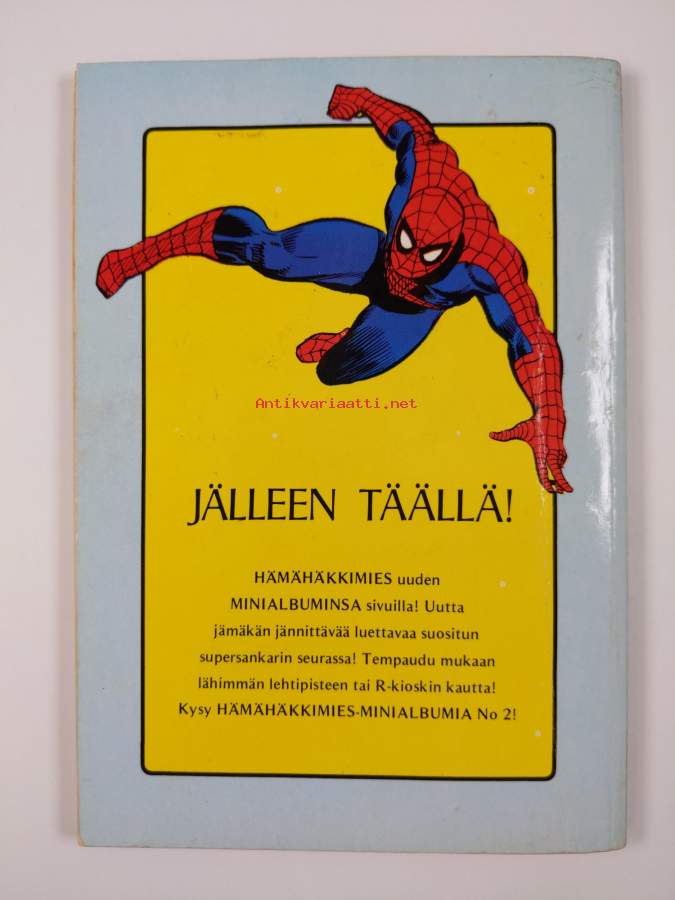 Antikvariaatti.net
JÄLLEEN TÄÄLLÄ!
HÄMÄHÄKKIMIES uuden
MINIALBUMINSA sivuilla! Uutta
jämäkän jännittävää luettavaa suositun
supersankarin seurassa! Tempaudu mukaan
lähimmän lehtipisteen tai R-kioskin kautta!
Kysy HÄMÄHÄKKIMIES-MINIALBUMIA No 2!